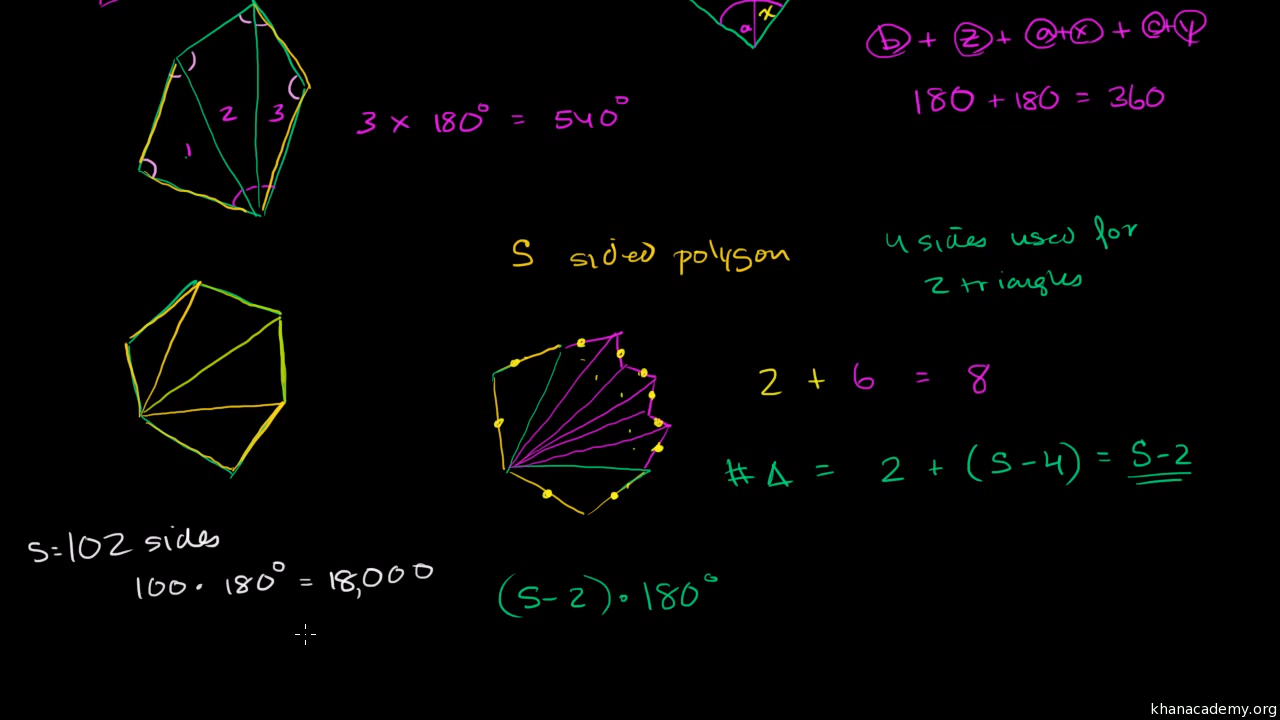 a x
b + z + a+x + c+y
180 + 180 = 360
1 2 3
3 x 180° = 540°
S sided polygon
4 sides used for
2 triangles
2 + 6 = 8
# Δ = 2 + (S-4) = S-2
S=102 sides
100 · 180° = 18,000
(S-2) · 180°
khanacademy.org